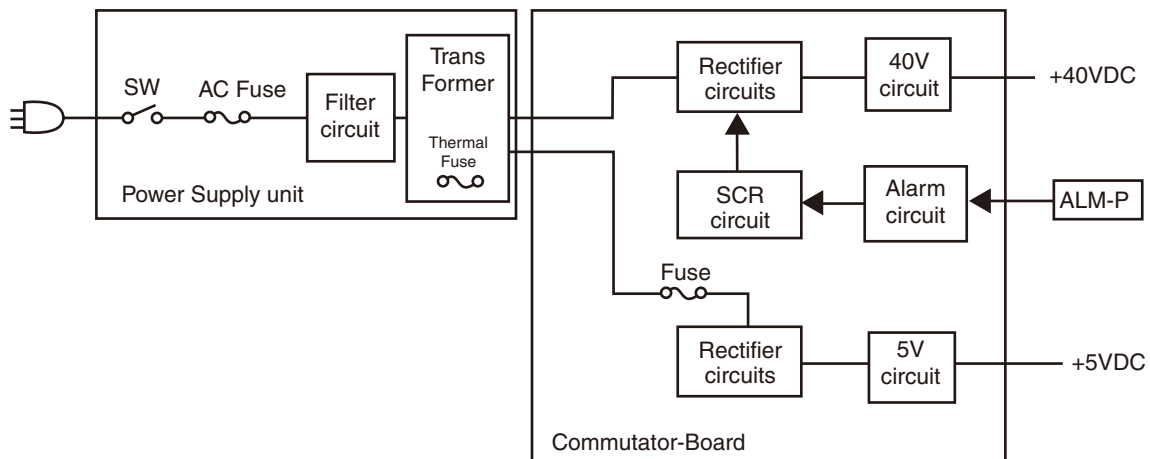 SW
AC Fuse
Filter
circuit
Trans
Former
Thermal
Fuse
Power Supply unit
Rectifier
circuits
40V
circuit
+40VDC
SCR
circuit
Alarm
circuit
ALM-P
Fuse
Rectifier
circuits
5V
circuit
+5VDC
Commutator-Board